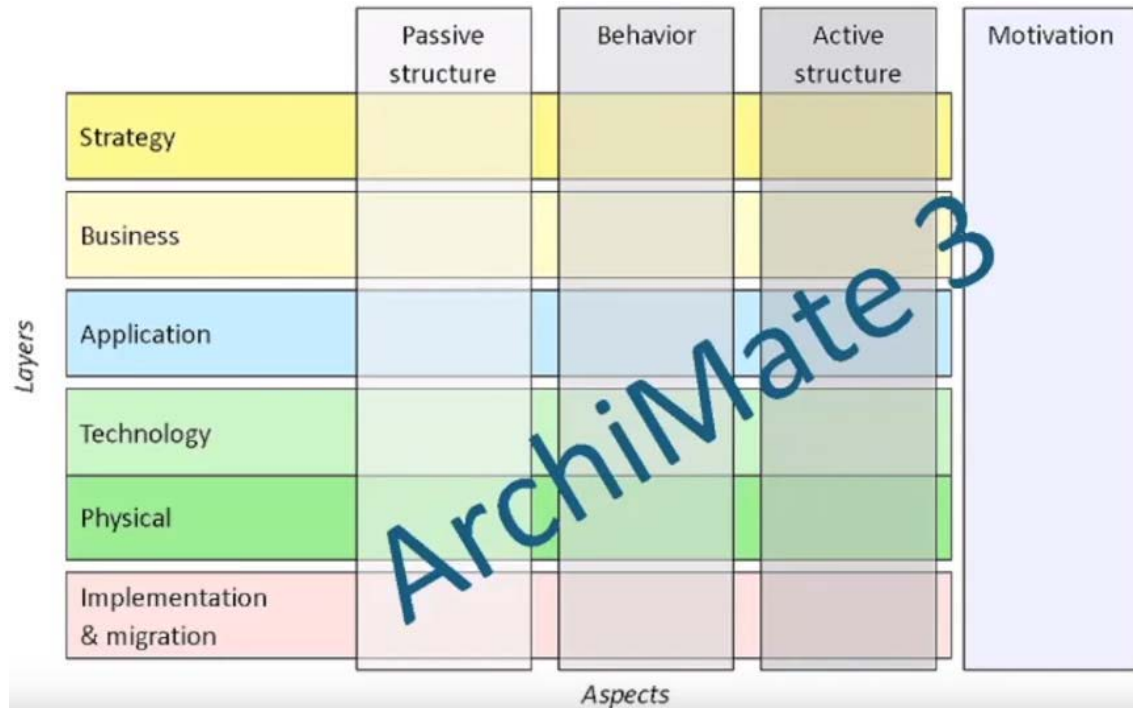 Passive
structure
Behavior
Active
structure
Motivation
Strategy
Business
Application
Technology
Physical
Implementation
& migration
Layers
Aspects
ArchiMate 3